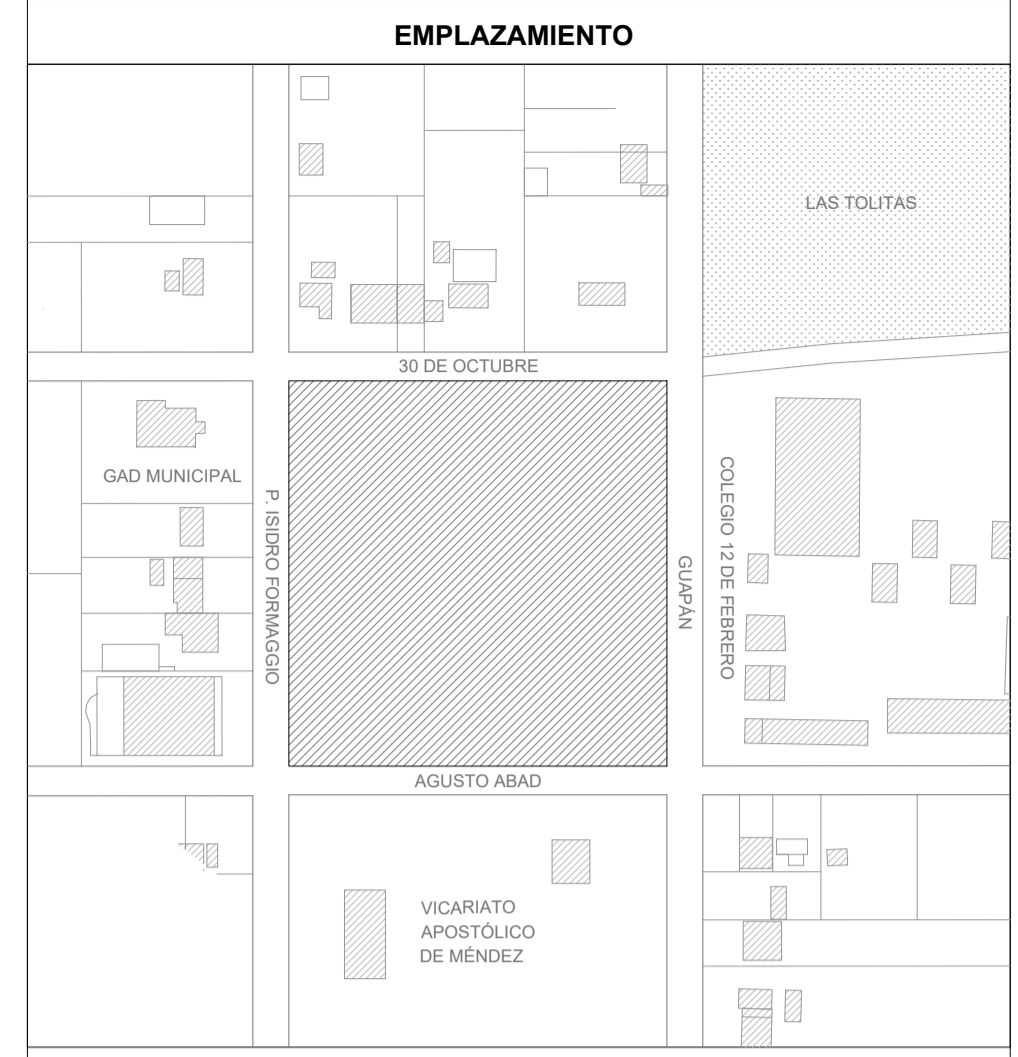 EMPLAZAMIENTO
LAS TOLITAS
30 DE OCTUBRE
GAD MUNICIPAL
P. ISIDRO FORMAGGIO
GUAPÁN
COLEGIO 12 DE FEBRERO
AGUSTO ABAD
VICARIATO
APOSTÓLICO
DE MÉNDEZ